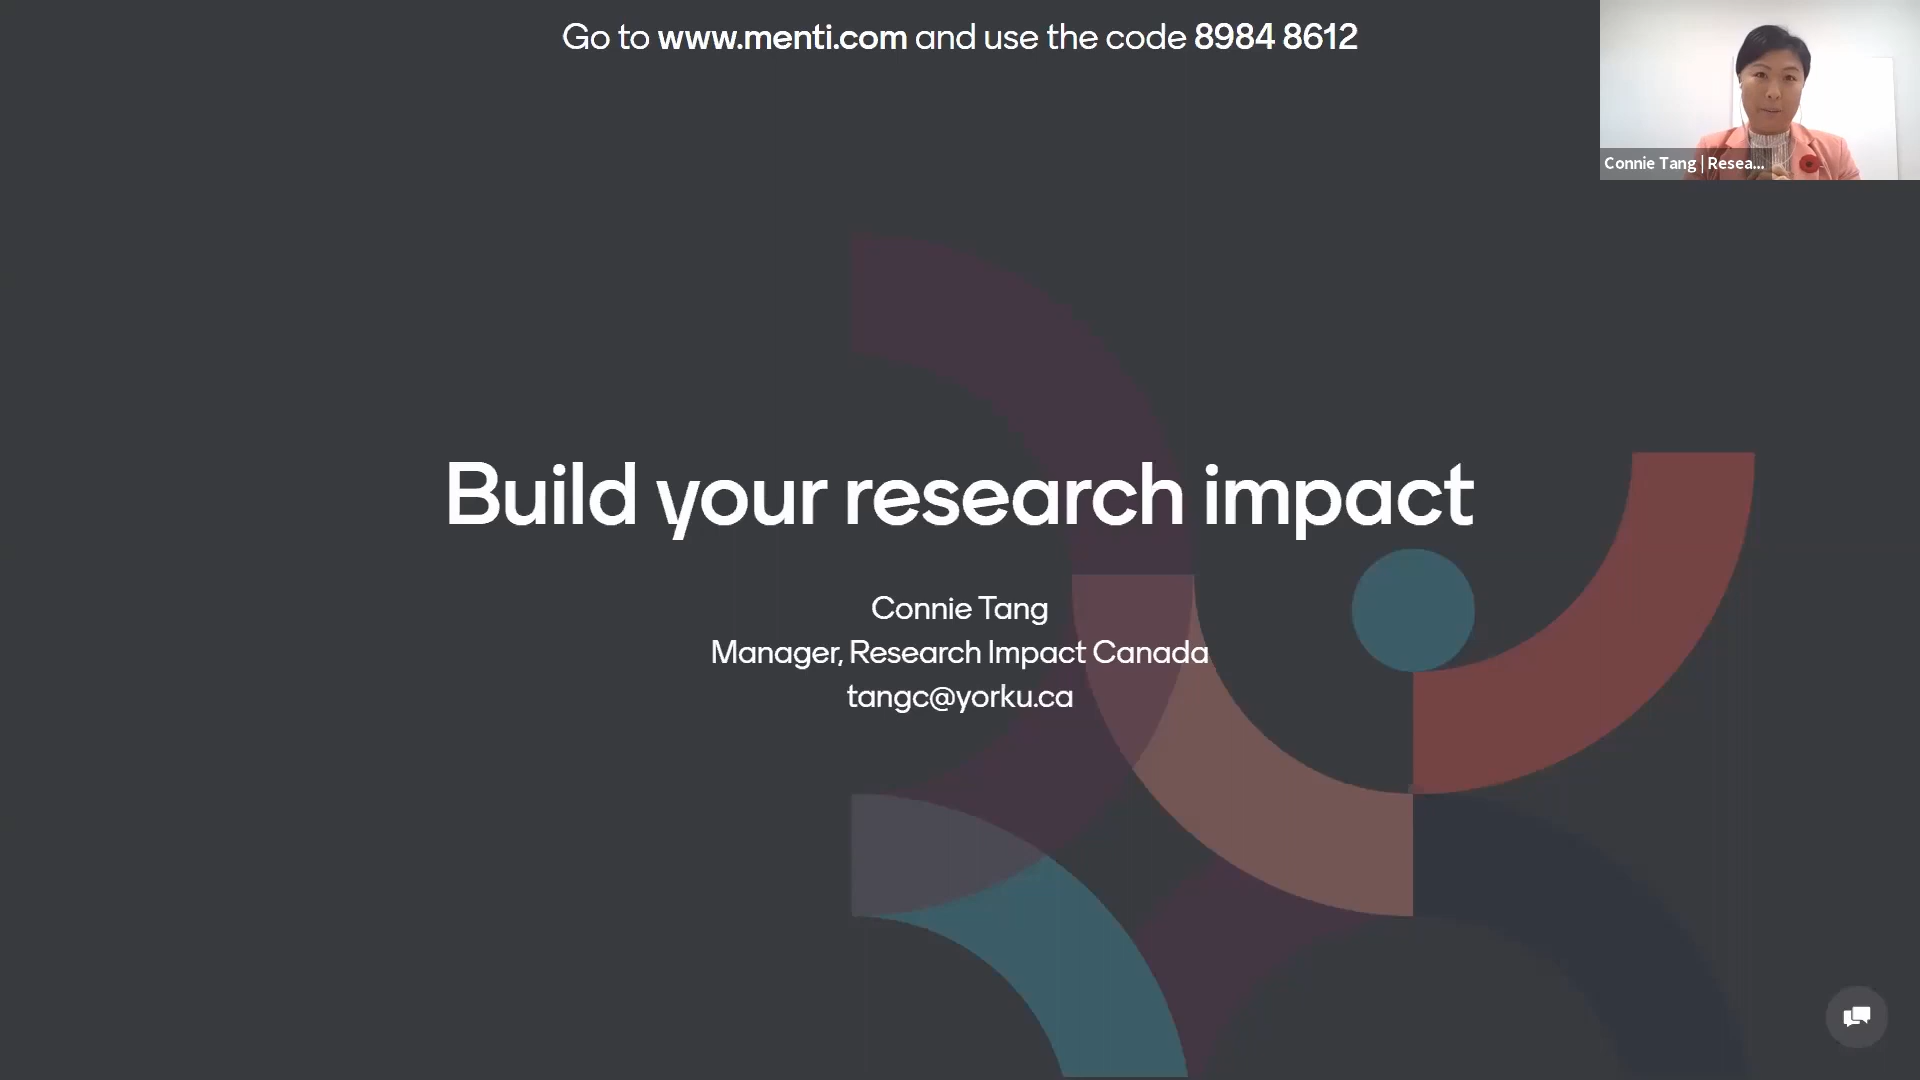 Go to www.menti.com and use the code 8984 8612
Connie Tang | Resea...
Build your research impact
Connie Tang
Manager, Research Impact Canada
tangc@yorku.ca